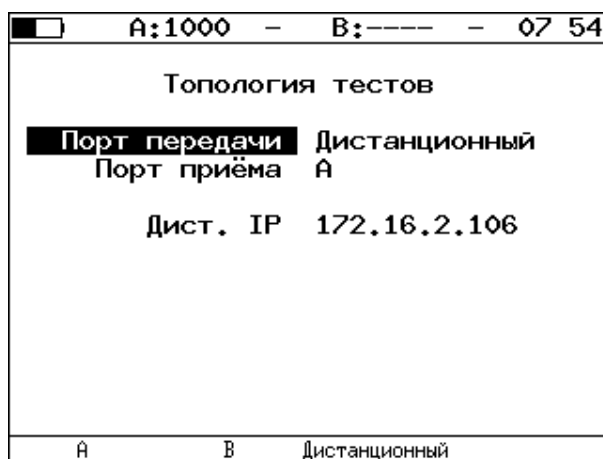 A:1000 - B:---- - 07 54
Топология тестов
Порт передачи Дистанционный
Порт приёма A
Дист. IP 172.16.2.106
A B Дистанционный